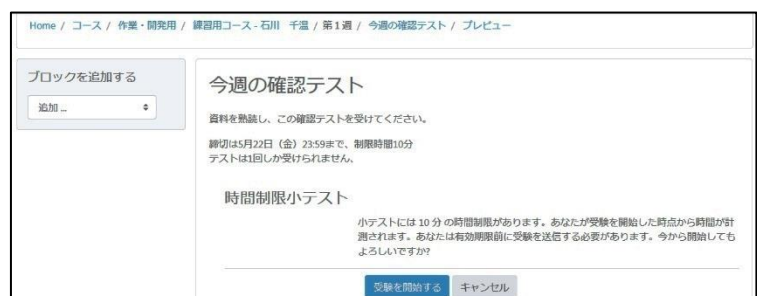 Home / コース / 作業・開発用 / 練習用コース - 石川 千温 / 第1週 / 今週の確認テスト / プレビュー
ブロックを追加する
追加 ...
今週の確認テスト
資料を熟読し、この確認テストを受けてください。
締切は5月22日（金）23:59まで、制限時間10分
テストは1回しか受けられません、
時間制限小テスト
小テストには 10 分 の時間制限があります。あなたが受験を開始した時点から時間が計
測されます。あなたは有効期限前に受験を送信する必要があります。今から開始しても
よろしいですか?
受験を開始する キャンセル